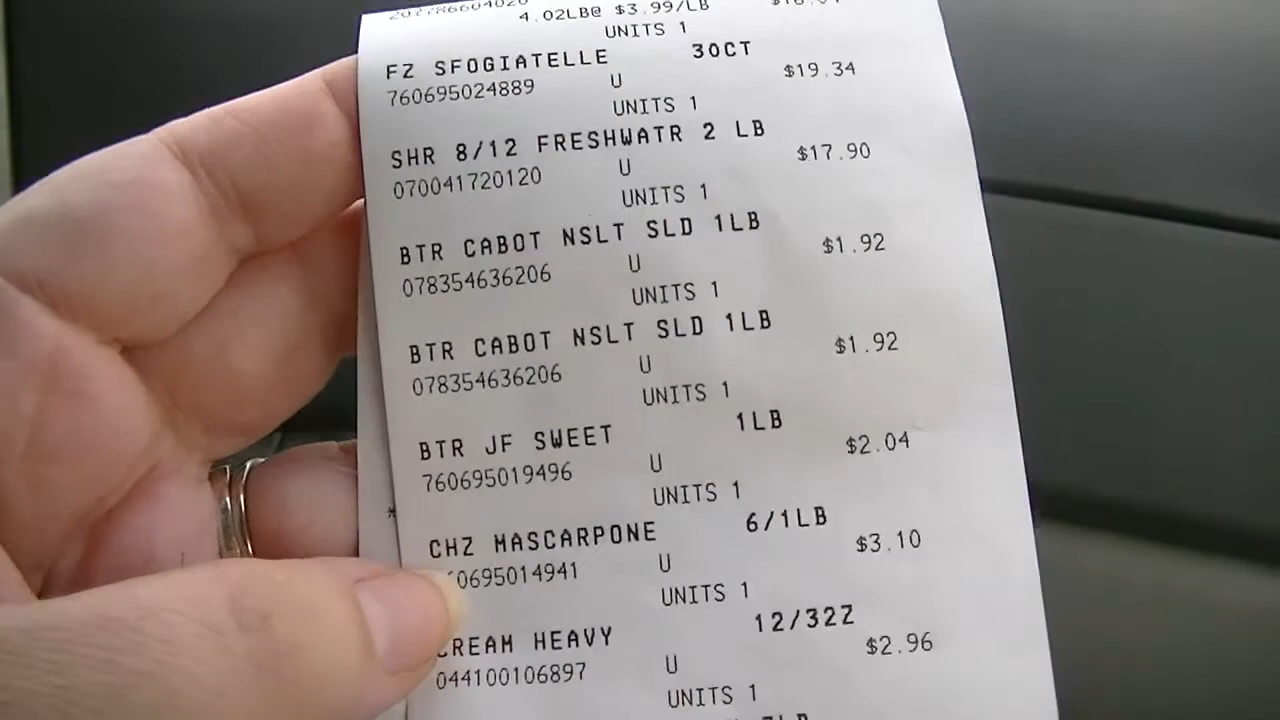 4.02LB@ $3.99/LB
UNITS 1
FZ SFOGIATELLE 30CT
760695024889 U $19.34
UNITS 1
SHR 8/12 FRESHWATR 2 LB
070041720120 U $17.90
UNITS 1
BTR CABOT NSLT SLD 1LB
078354636206 U $1.92
UNITS 1
BTR CABOT NSLT SLD 1LB
078354636206 U $1.92
UNITS 1
BTR JF SWEET 1LB
760695019496 U $2.04
UNITS 1
CHZ MASCARPONE 6/1LB
60695014941 U $3.10
UNITS 1
CREAM HEAVY 12/32Z
044100106897 U $2.96
UNITS 1